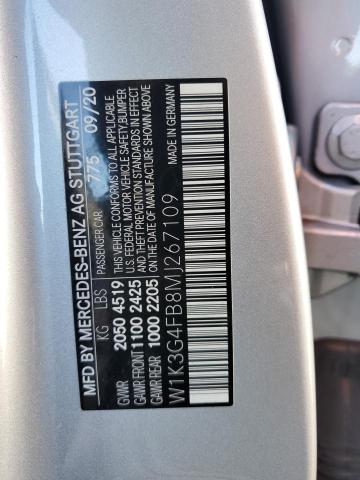 MFD BY MERCEDES-BENZ AG STUTTGART
PASSENGER CAR 775 09/20
KG LBS
GVWR 2050 4519
GAWR FRONT 1100 2425
GAWR REAR 1000 2205
THIS VEHICLE CONFORMS TO ALL APPLICABLE
U.S. FEDERAL MOTOR VEHICLE SAFETY, BUMPER
AND THEFT PREVENTION STANDARDS IN EFFECT
ON DATE OF MANUFACTURE SHOWN ABOVE
W1K3G4FB8MJ267109
MADE IN GERMANY